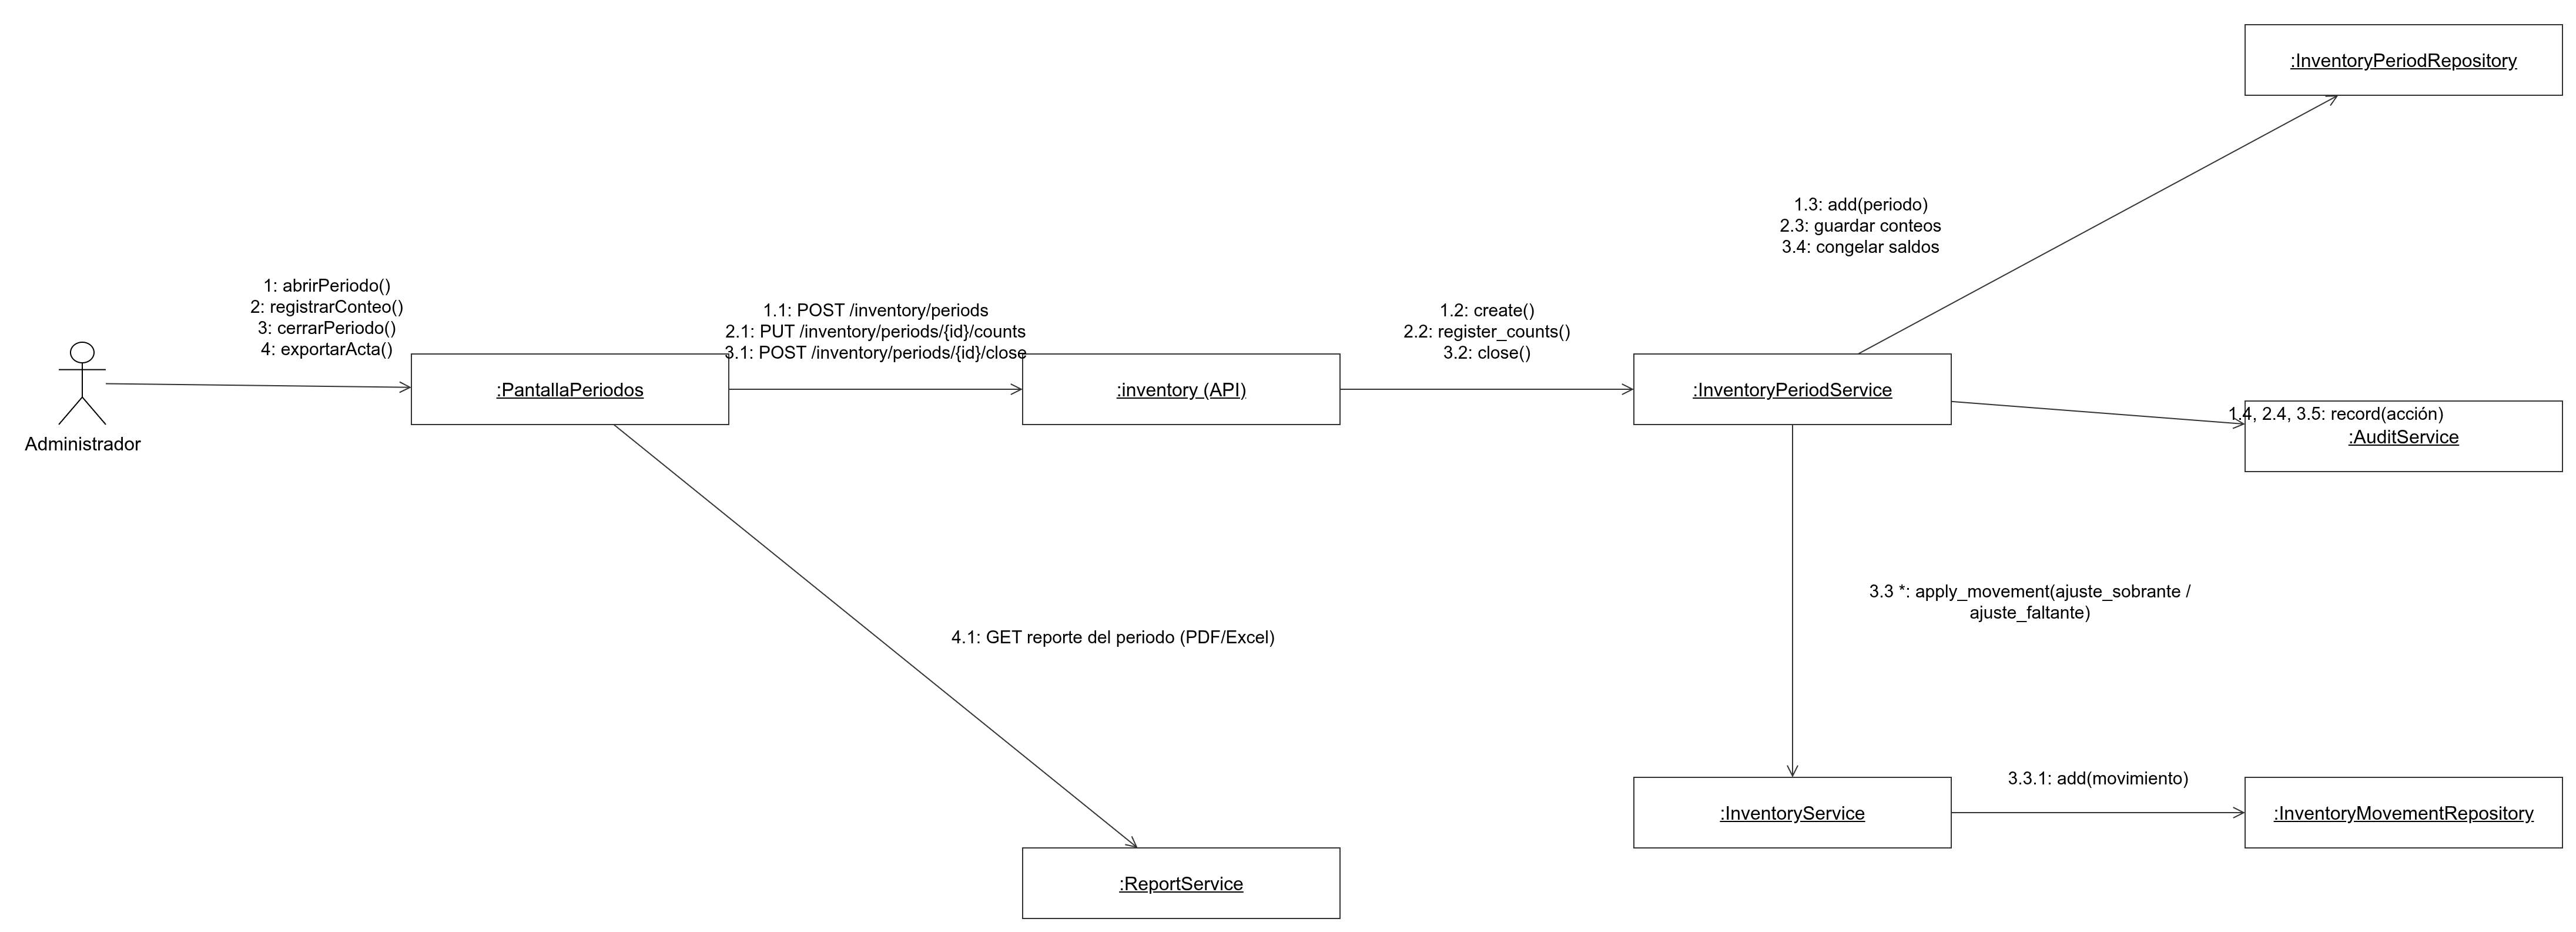 :InventoryPeriodRepository
1.3: add(periodo)
2.3: guardar conteos
3.4: congelar saldos
1: abrirPeriodo()
2: registrarConteo()
3: cerrarPeriodo()
4: exportarActa()
1.1: POST /inventory/periods
2.1: PUT /inventory/periods/{id}/counts
3.1: POST /inventory/periods/{id}/close
1.2: create()
2.2: register_counts()
3.2: close()
Administrador
:PantallaPeriodos
:inventory (API)
:InventoryPeriodService
1.4, 2.4, 3.5: record(acción)
:AuditService
3.3 *: apply_movement(ajuste_sobrante /
ajuste_faltante)
4.1: GET reporte del periodo (PDF/Excel)
3.3.1: add(movimiento)
:InventoryService
:InventoryMovementRepository
:ReportService